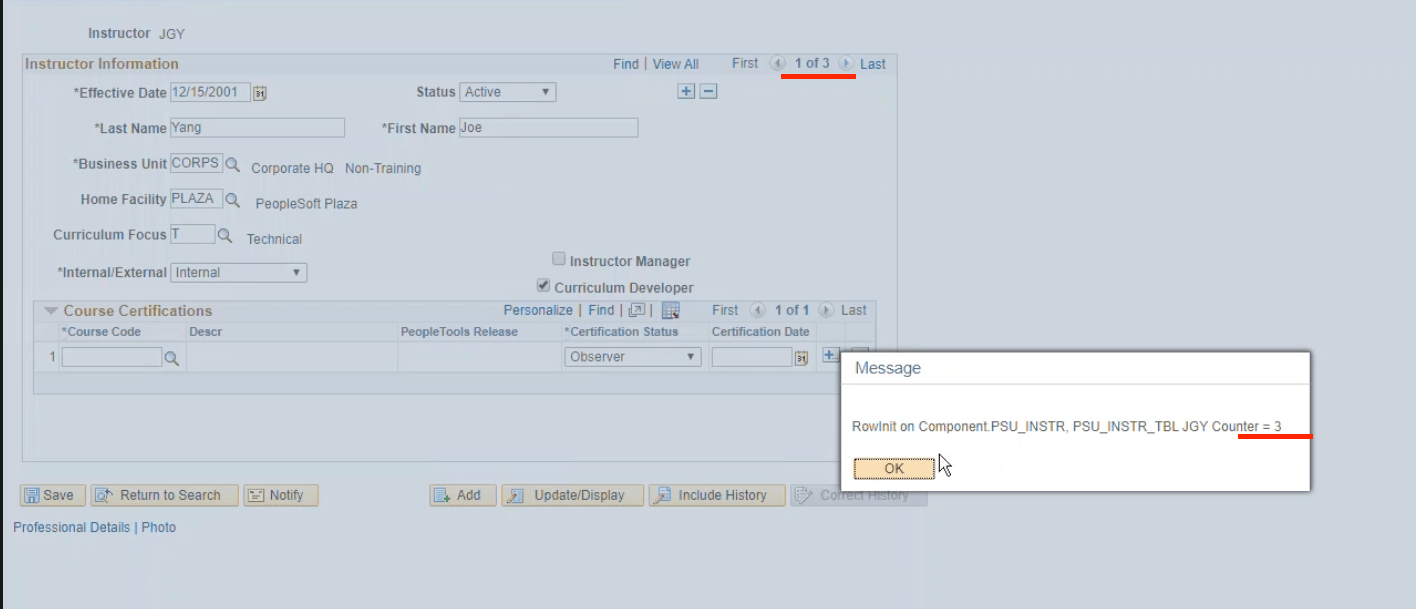 Instructor JGY
Instructor Information Find | View All First 1 of 3 Last
*Effective Date 12/15/2001 31 Status Active
*Last Name Yang *First Name Joe
*Business Unit CORPS Corporate HQ Non-Training
Home Facility PLAZA PeopleSoft Plaza
Curriculum Focus T Technical
*Internal/External Internal Instructor Manager
Curriculum Developer
Course Certifications Personalize | Find | First 1 of 1 Last
*Course Code Descr PeopleTools Release *Certification Status Certification Date
1 Observer 31
Message
RowInit on Component.PSU_INSTR, PSU_INSTR_TBL JGY Counter = 3
OK
Save Return to Search Notify Add Update/Display Include History Correct History
Professional Details | Photo